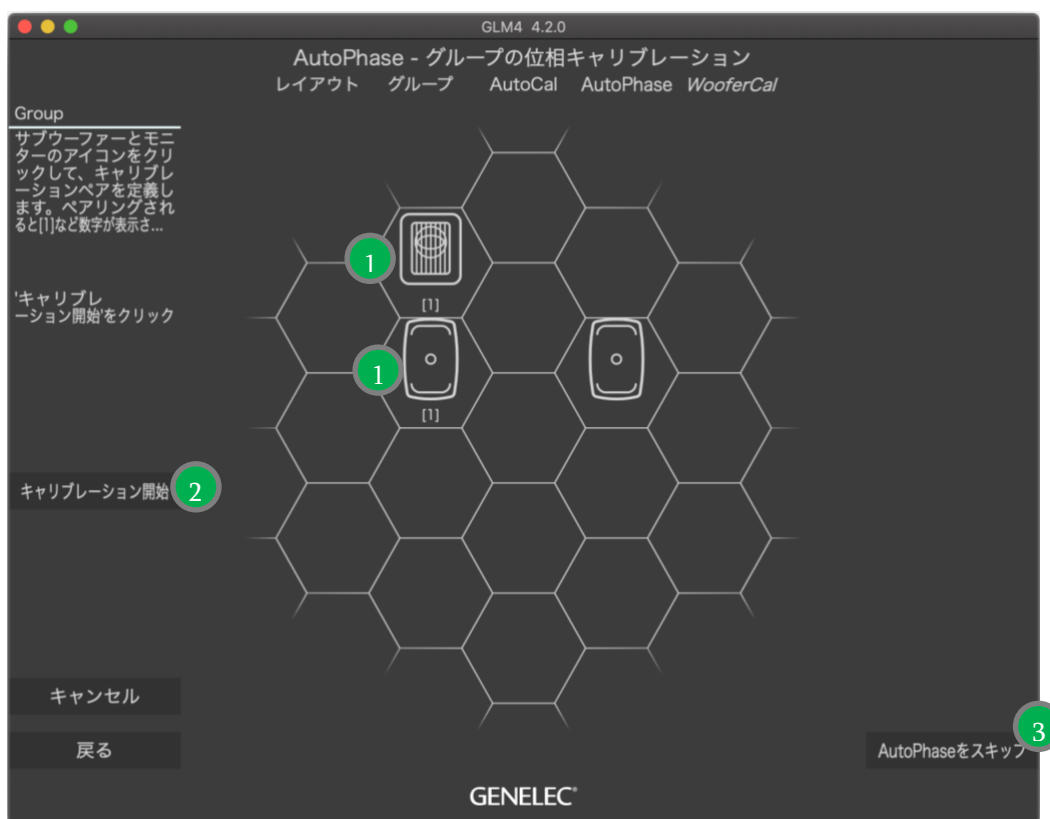 GLM4 4.2.0
AutoPhase - グループの位相キャリブレーション
レイアウト グループ AutoCal AutoPhase WooferCal
Group
サブウーファーとモニ
ターのアイコンをクリ
ックして、キャリブレ
ーションペアを定義し
ます。ペアリングされ
ると[1]など数字が表示さ...
1
[1]
'キャリブレ
ーション開始'をクリック
1
[1]
キャリブレーション開始
2
キャンセル
3
戻る
AutoPhaseをスキップ
GENELEC®